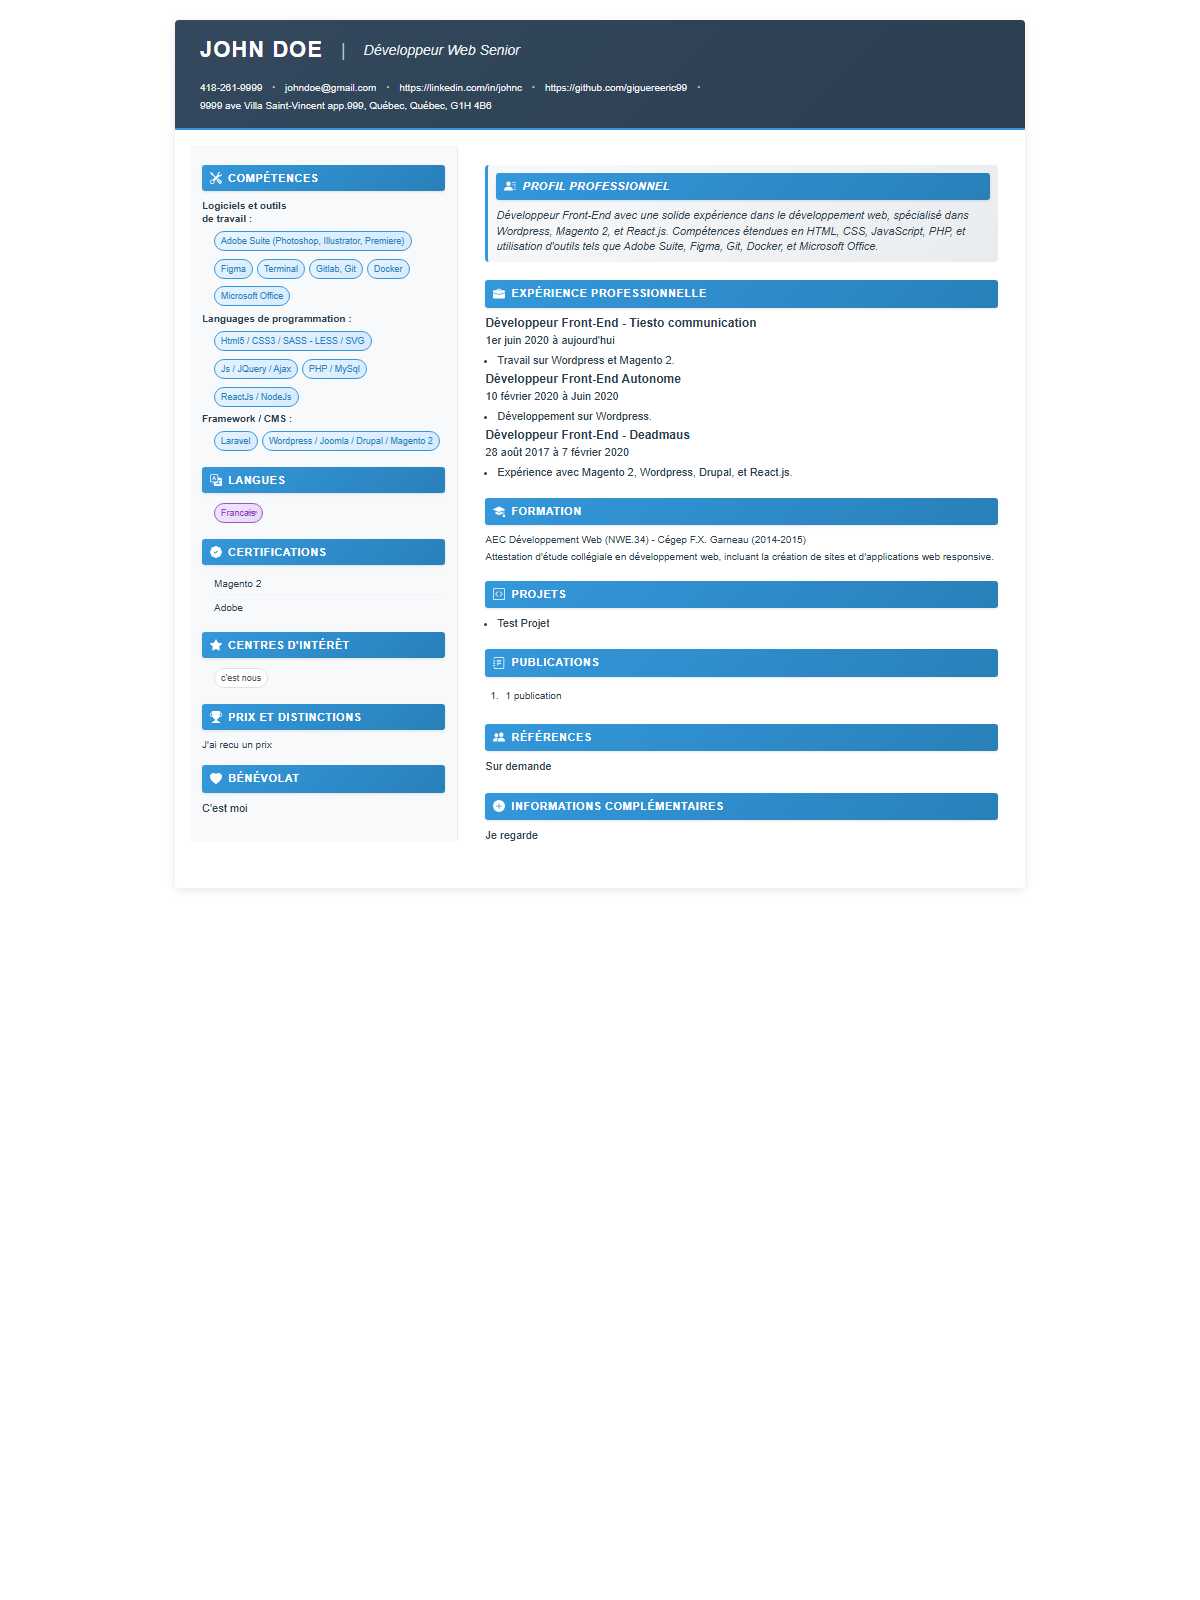 JOHN DOE | Développeur Web Senior
418-261-9999 • johndoe@gmail.com • https://linkedin.com/in/johnc • https://github.com/giguereeric99 •
9999 ave Villa Saint-Vincent app.999, Québec, Québec, G1H 4B6
COMPÉTENCES
Logiciels et outils
de travail :
Adobe Suite (Photoshop, Illustrator, Premiere)
Figma Terminal Gitlab, Git Docker
Microsoft Office
Languages de programmation :
Html5 / CSS3 / SASS - LESS / SVG
Js / JQuery / Ajax PHP / MySql
ReactJs / NodeJs
Framework / CMS :
Laravel Wordpress / Joomla / Drupal / Magento 2
LANGUES
Francais
CERTIFICATIONS
Magento 2
Adobe
CENTRES D'INTÉRÊT
c'est nous
PRIX ET DISTINCTIONS
J'ai recu un prix
BÉNÉVOLAT
C'est moi
PROFIL PROFESSIONNEL
Développeur Front-End avec une solide expérience dans le développement web, spécialisé dans
Wordpress, Magento 2, et React.js. Compétences étendues en HTML, CSS, JavaScript, PHP, et
utilisation d'outils tels que Adobe Suite, Figma, Git, Docker, et Microsoft Office.
EXPÉRIENCE PROFESSIONNELLE
Développeur Front-End - Tiesto communication
1er juin 2020 à aujourd'hui
• Travail sur Wordpress et Magento 2.
Développeur Front-End Autonome
10 février 2020 à Juin 2020
• Développement sur Wordpress.
Développeur Front-End - Deadmaus
28 août 2017 à 7 février 2020
• Expérience avec Magento 2, Wordpress, Drupal, et React.js.
FORMATION
AEC Développement Web (NWE.34) - Cégep F.X. Garneau (2014-2015)
Attestation d'étude collégiale en développement web, incluant la création de sites et d'applications web responsive.
PROJETS
• Test Projet
PUBLICATIONS
1. 1 publication
RÉFÉRENCES
Sur demande
INFORMATIONS COMPLÉMENTAIRES
Je regarde